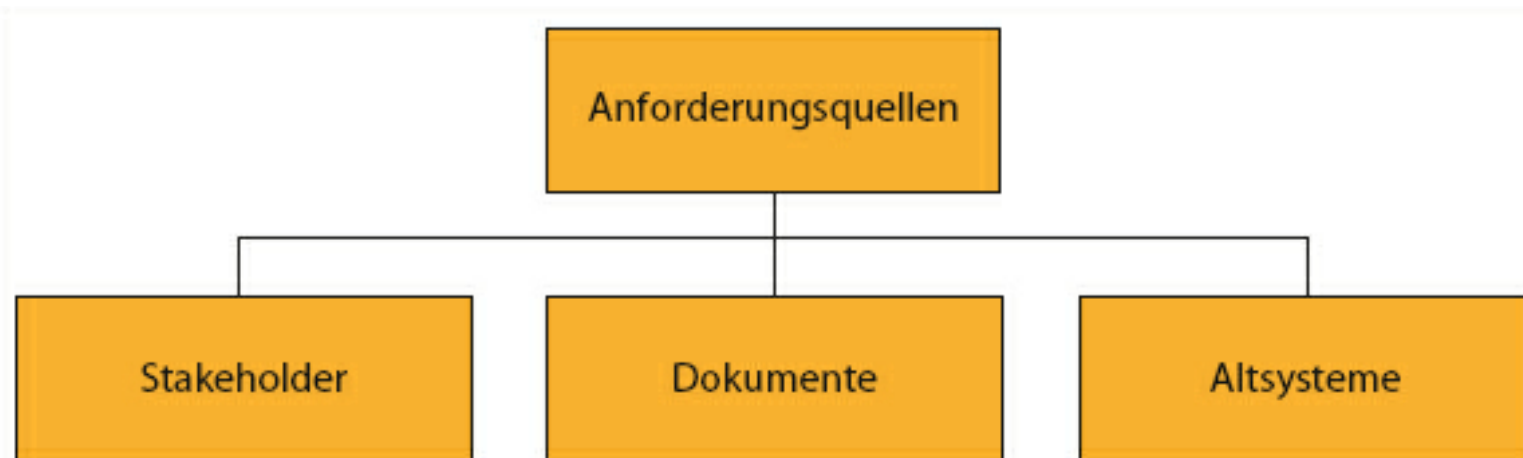 Anforderungsquellen
Stakeholder
Dokumente
Altsysteme